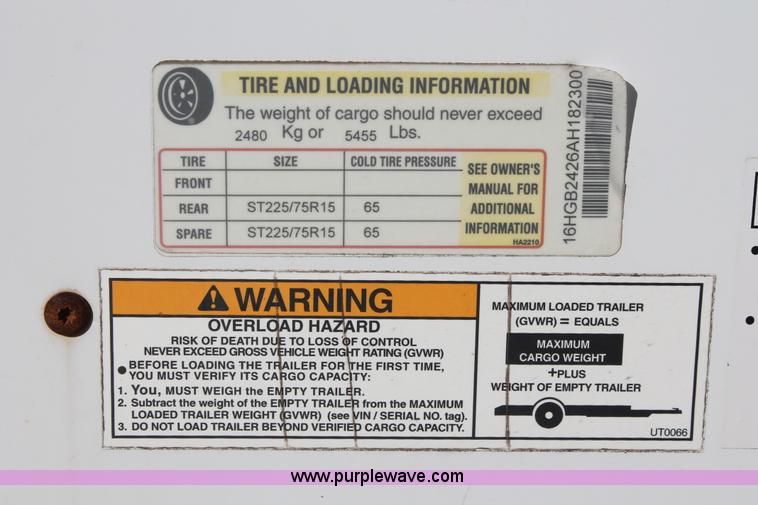 TIRE AND LOADING INFORMATION
The weight of cargo should never exceed
2480 Kg or 5455 Lbs.
TIRE SIZE COLD TIRE PRESSURE
FRONT
REAR ST225/75R15 65
SPARE ST225/75R15 65
SEE OWNER'S
MANUAL FOR
ADDITIONAL
INFORMATION
HA2210
16HGB2426AH182300
WARNING
OVERLOAD HAZARD
RISK OF DEATH DUE TO LOSS OF CONTROL
NEVER EXCEED GROSS VEHICLE WEIGHT RATING (GVWR)
• BEFORE LOADING THE TRAILER FOR THE FIRST TIME,
YOU MUST VERIFY ITS CARGO CAPACITY:
1. You, MUST WEIGH the EMPTY TRAILER.
2. Subtract the weight of the EMPTY TRAILER from the MAXIMUM
LOADED TRAILER WEIGHT (GVWR) (see VIN / SERIAL NO. tag).
3. DO NOT LOAD TRAILER BEYOND VERIFIED CARGO CAPACITY.
MAXIMUM LOADED TRAILER
(GVWR) = EQUALS
MAXIMUM
CARGO WEIGHT
+PLUS
WEIGHT OF EMPTY TRAILER
UT0066
www.purplewave.com